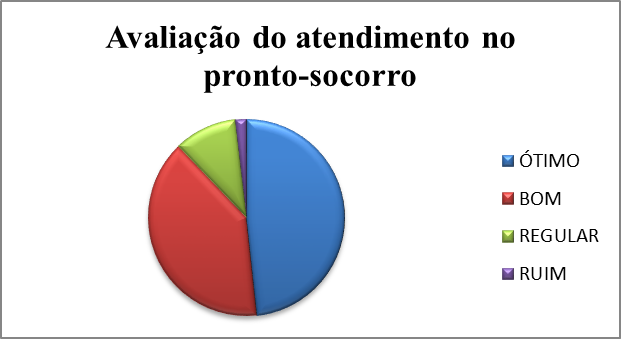 Avaliação do atendimento no
pronto-socorro
ÓTIMO
BOM
REGULAR
RUIM